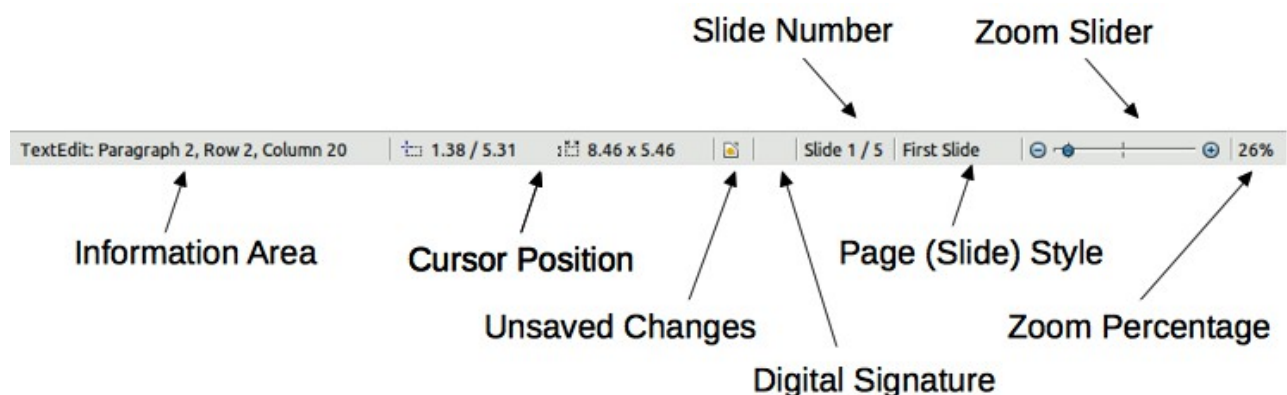 Slide Number
Zoom Slider
TextEdit: Paragraph 2, Row 2, Column 20
1.38 / 5.31
8.46 x 5.46
Slide 1 / 5
First Slide
26%
Information Area
Cursor Position
Page (Slide) Style
Unsaved Changes
Zoom Percentage
Digital Signature